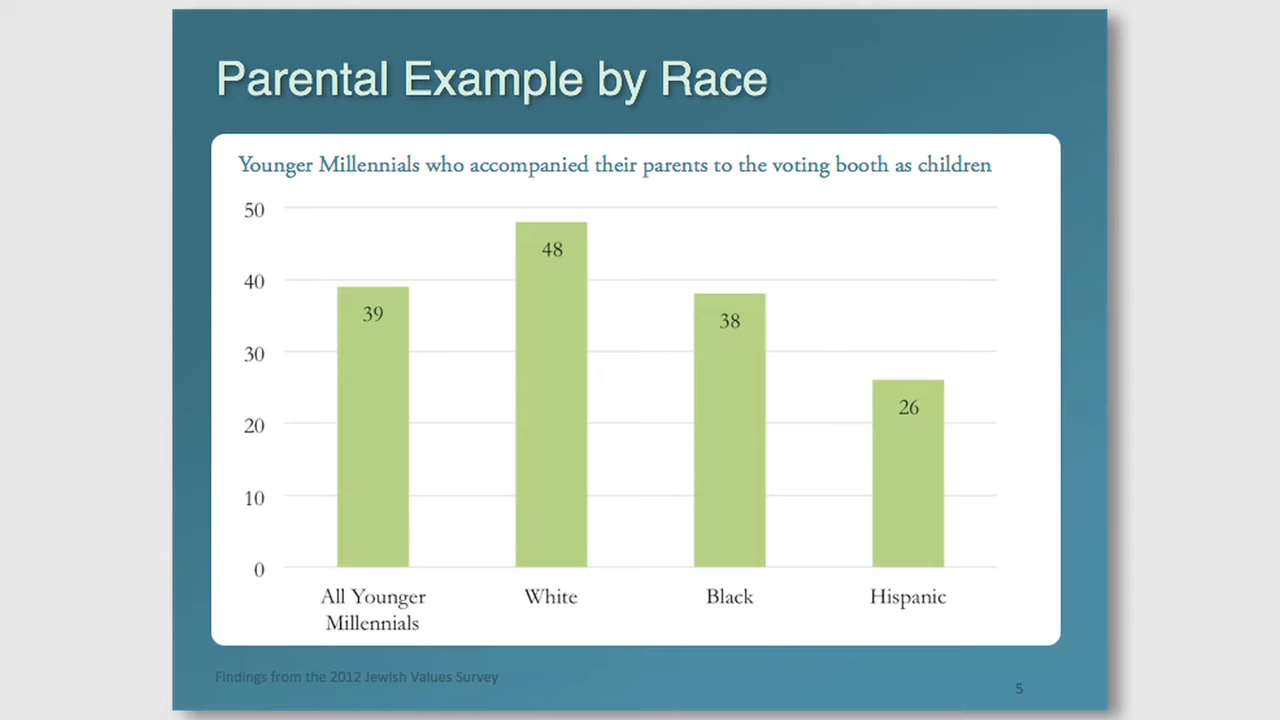 Parental Example by Race
Younger Millennials who accompanied their parents to the voting booth as children
50
40
30
20
10
0
39
48
38
26
All Younger
Millennials
White
Black
Hispanic
Findings from the 2012 Jewish Values Survey
5